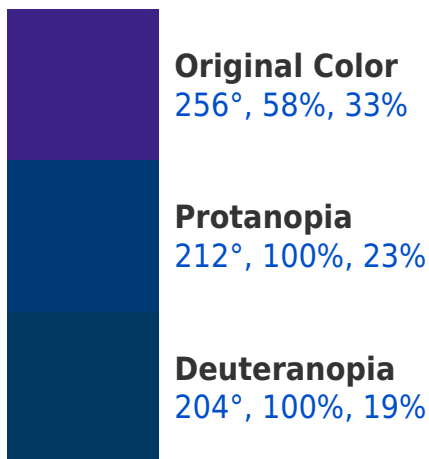 Original Color
256°, 58%, 33%
Protanopia
212°, 100%, 23%
Deuteranopia
204°, 100%, 19%